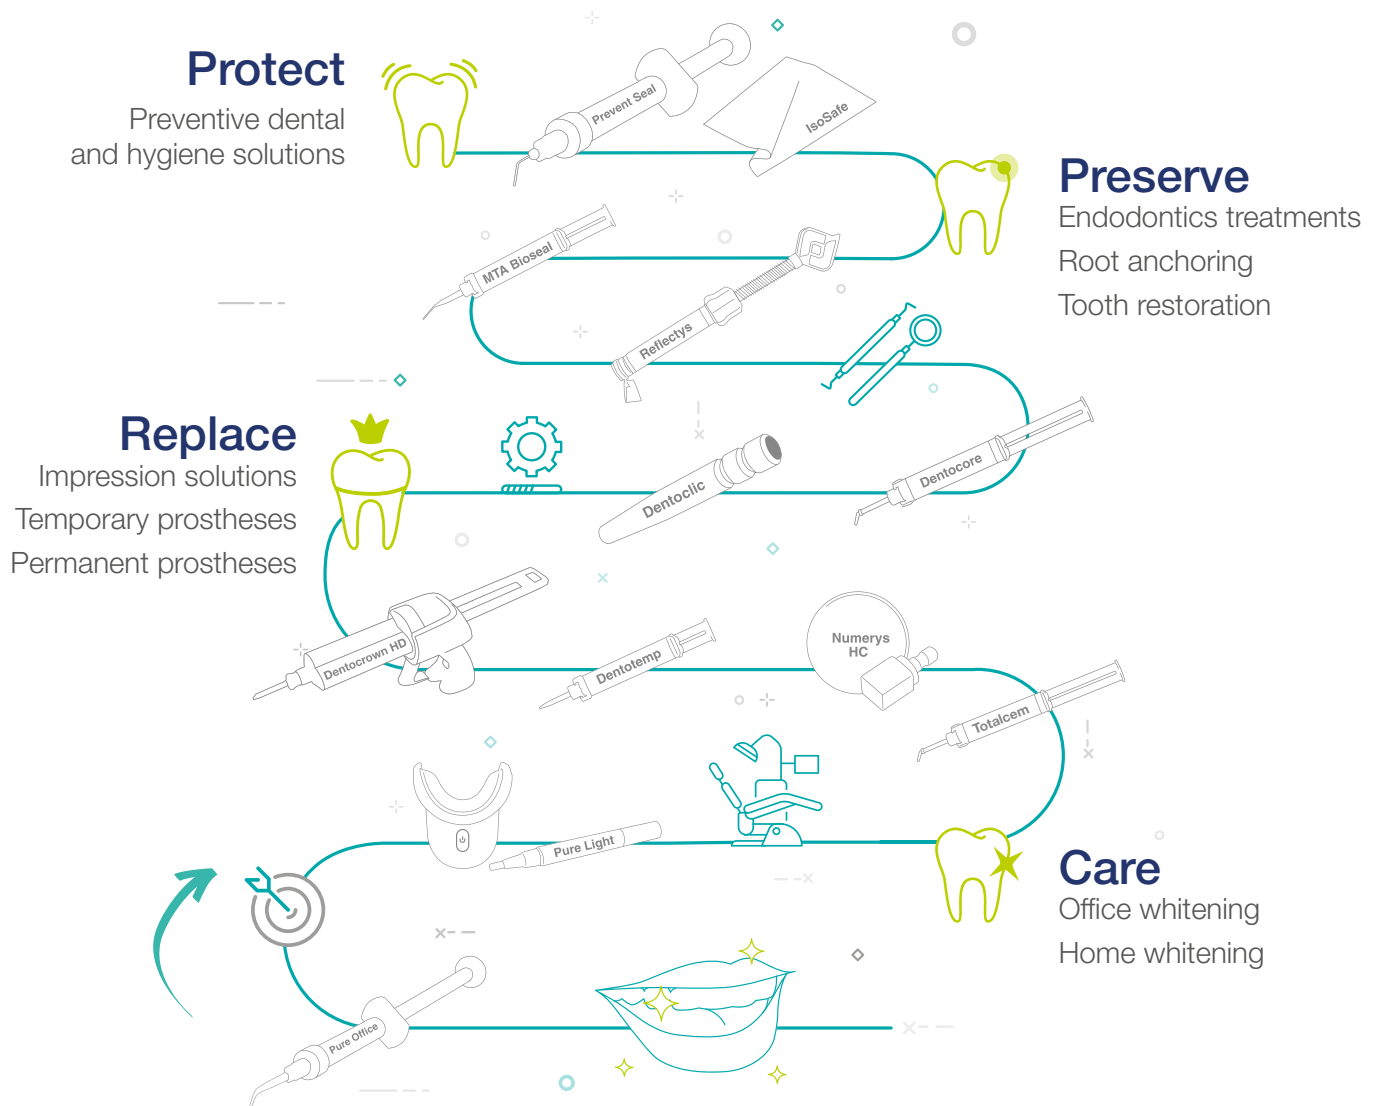 Protect
Preventive dental
and hygiene solutions
Prevent Seal
IsoSafe
Preserve
Endodontics treatments
Root anchoring
Tooth restoration
MTA Bioseal
Reflectys
Replace
Impression solutions
Temporary prostheses
Permanent prostheses
Dentoclic
Dentocore
Dentocrown HD
Dentotemp
Numerys
HC
Totalcem
Pure Light
Care
Office whitening
Home whitening
Pure Office